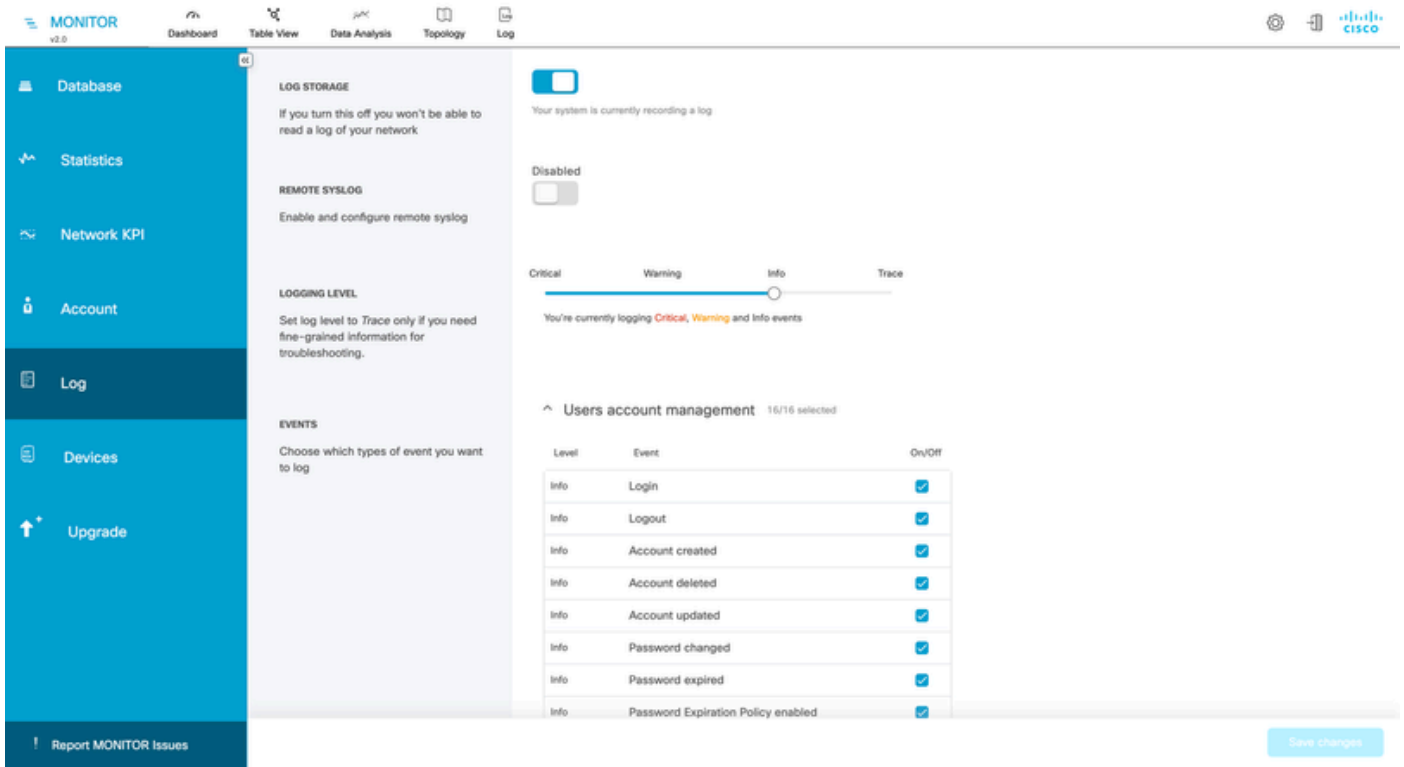 MONITOR
v2.0
Dashboard
Table View
Data Analysis
Topology
Log
CISCO
Database
Statistics
Network KPI
Account
Log
Devices
Upgrade
! Report MONITOR Issues
LOG STORAGE
If you turn this off you won't be able to
read a log of your network
Your system is currently recording a log
REMOTE SYSLOG
Enable and configure remote syslog
Disabled
LOGGING LEVEL
Set log level to Trace only if you need
fine-grained information for
troubleshooting.
Critical Warning Info Trace
You're currently logging Critical, Warning and Info events
EVENTS
Choose which types of event you want
to log
Users account management 16/16 selected
Level Event On/Off
Info Login
Info Logout
Info Account created
Info Account deleted
Info Account updated
Info Password changed
Info Password expired
Info Password Expiration Policy enabled
Save changes